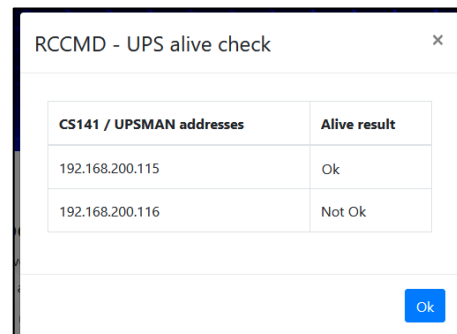 RCCMD - UPS alive check ×
CS141 / UPSMAN addresses Alive result
192.168.200.115 Ok
192.168.200.116 Not Ok
Ok